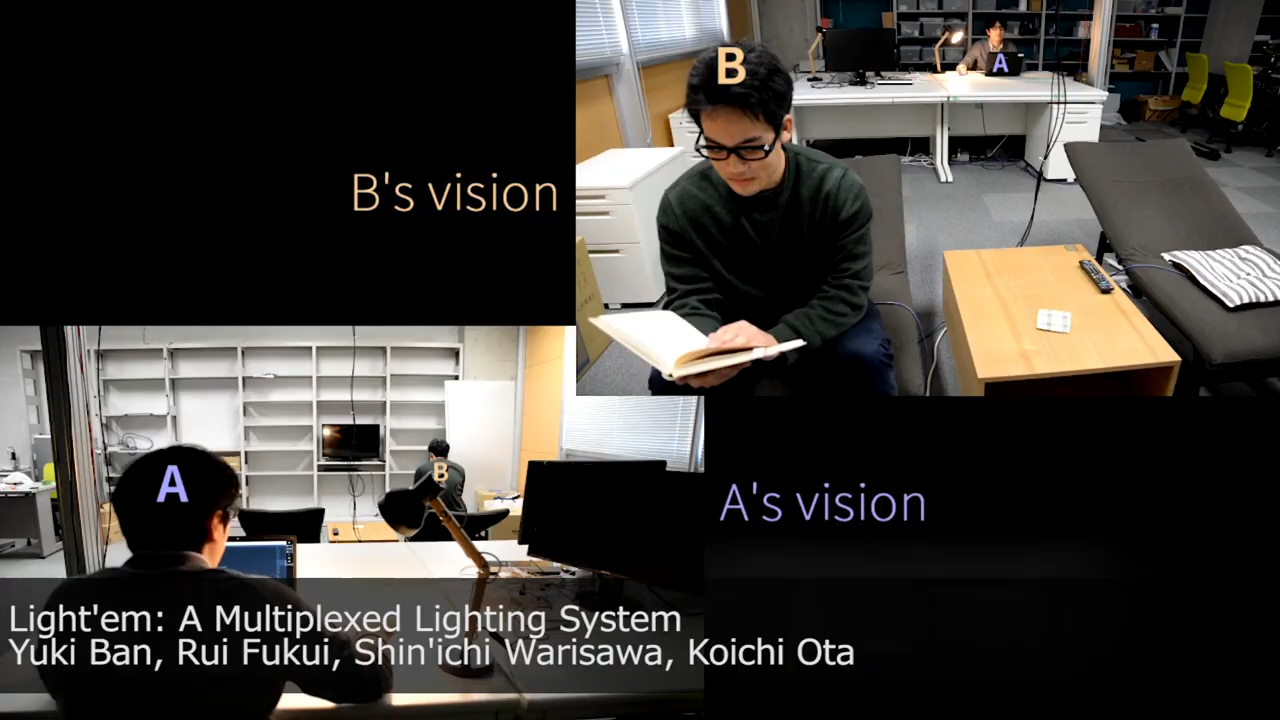 B's vision
B
A
A
B
A's vision
Light'em: A Multiplexed Lighting System
Yuki Ban, Rui Fukui, Shin'ichi Warisawa, Koichi Ota